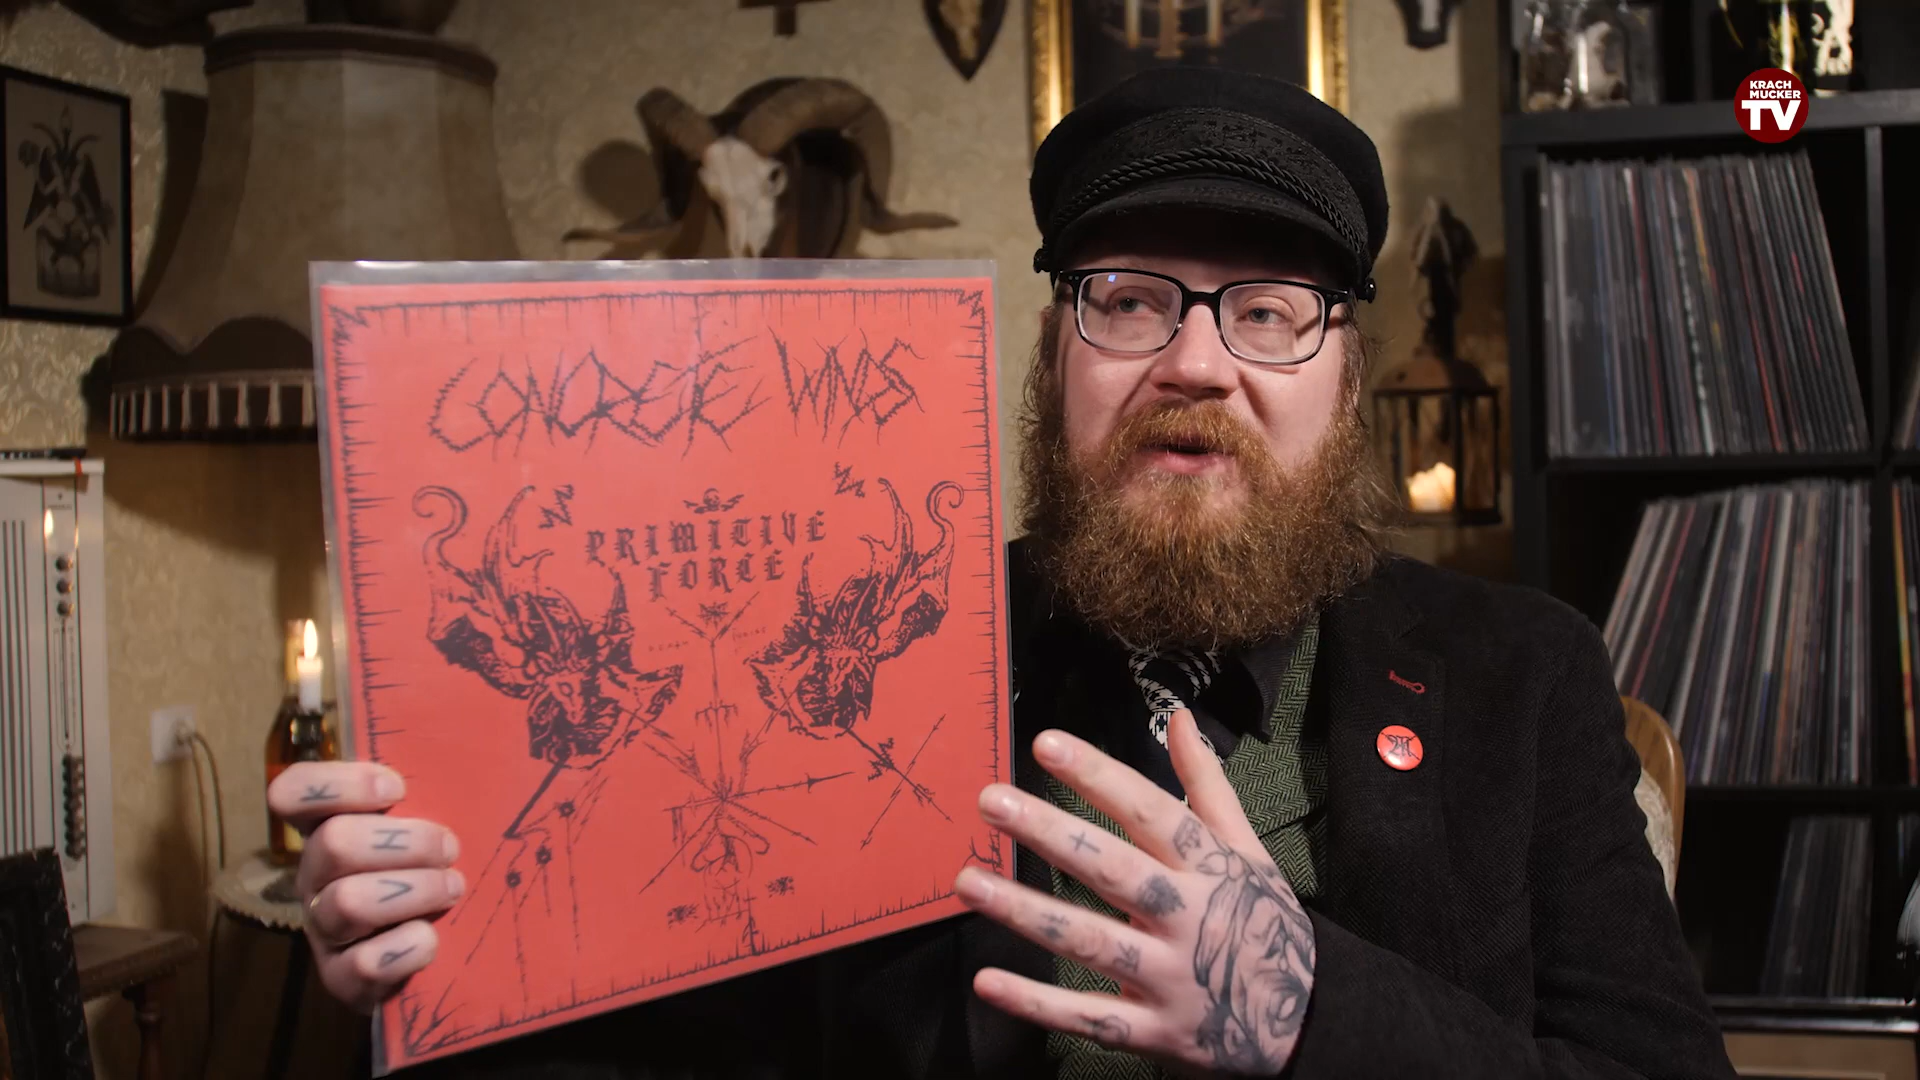 KRACH
MUCKER
TV
CONCRETE WINDS
PRIMITIVE
FORCE
K
N
V
P